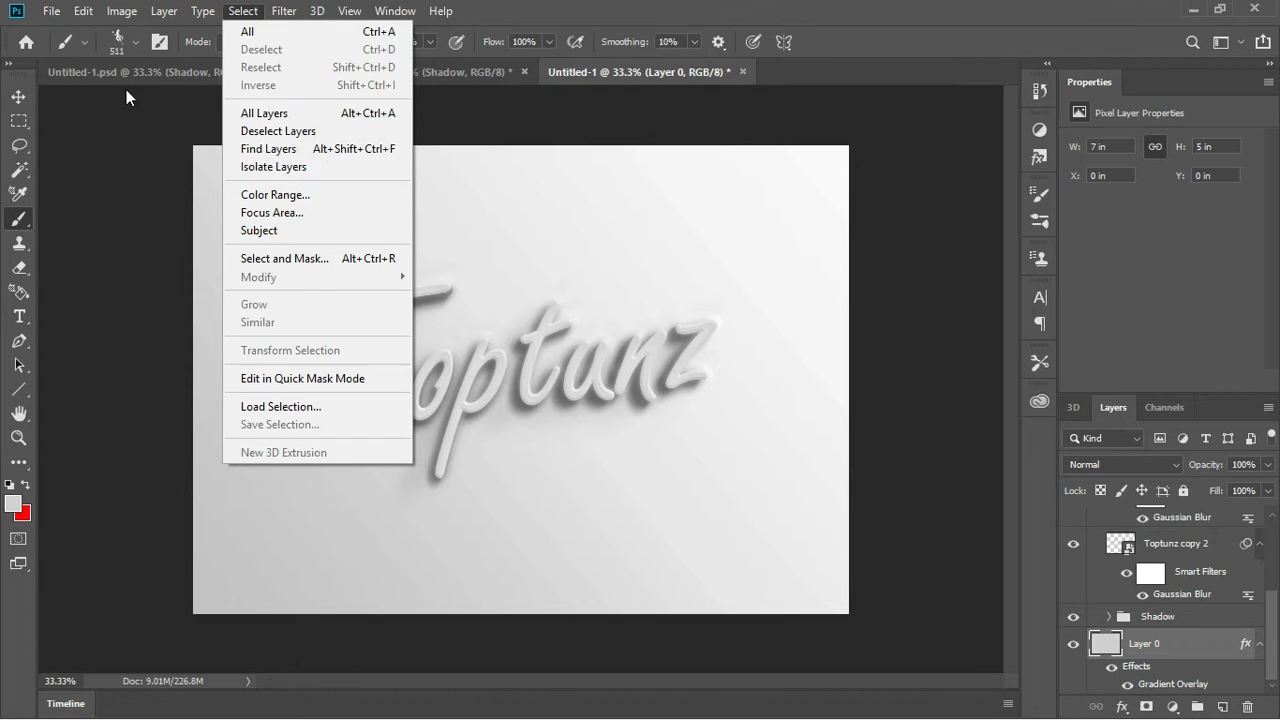 Ps File Edit Image Layer Type Select Filter 3D View Window Help
511 Mode: Flow: 100% Smoothing: 10%
Untitled-1.psd @ 33.3% (Shadow, R % (Shadow, RGB/8) * × Untitled-1 @ 33.3% (Layer 0, RGB/8) * ×
All Ctrl+A
Deselect Ctrl+D
Reselect Shift+Ctrl+D
Inverse Shift+Ctrl+I
All Layers Alt+Ctrl+A
Deselect Layers
Find Layers Alt+Shift+Ctrl+F
Isolate Layers
Color Range...
Focus Area...
Subject
Select and Mask... Alt+Ctrl+R
Modify
Grow
Similar
Transform Selection
Edit in Quick Mask Mode
Load Selection...
Save Selection...
New 3D Extrusion
Toptunz
Properties
Pixel Layer Properties
W: 7 in H: 5 in
X: 0 in Y: 0 in
3D Layers Channels
Kind
Normal Opacity: 100%
Lock: Fill: 100%
Gaussian Blur
Toptunz copy 2
Smart Filters
Gaussian Blur
Shadow
Layer 0 fx
Effects
Gradient Overlay
33.33% Doc: 9.01M/226.8M
Timeline